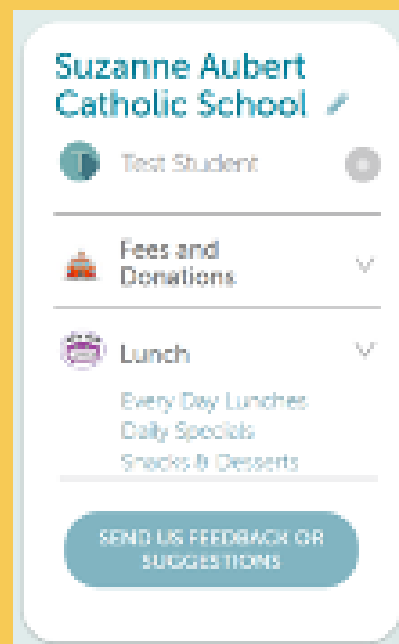 Suzanne Aubert
Catholic School
T
Test Student
Fees and
Donations
Lunch
Every Day Lunches
Daily Specials
Snacks & Desserts
SEND US FEEDBACK OR
SUGGESTIONS